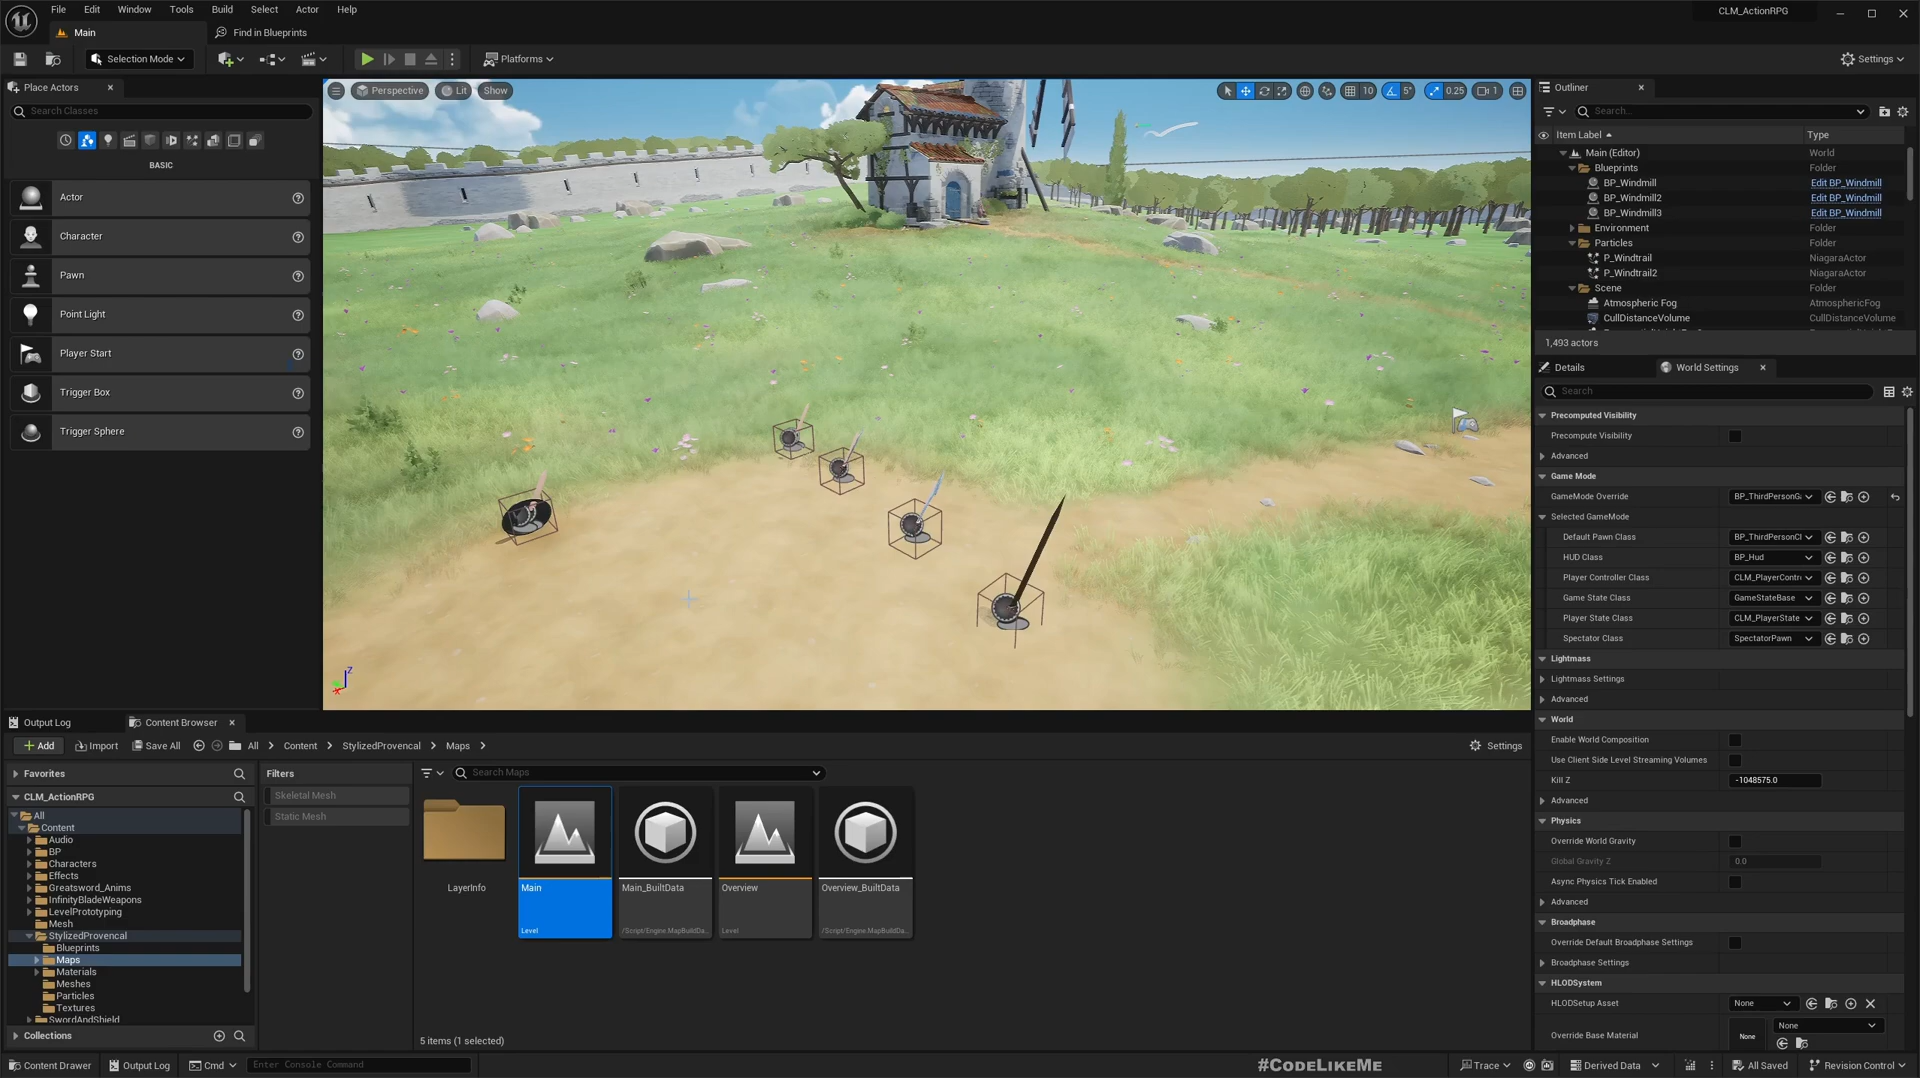 File Edit Window Tools Build Select Actor Help
CLM_ActionRPG
Main
Find in Blueprints
Selection Mode
Platforms
Settings
Place Actors
Search Classes
BASIC
Actor
Character
Pawn
Point Light
Player Start
Trigger Box
Trigger Sphere
Perspective
Lit
Show
10
5°
0.25
1
Outliner
Search...
Item Label
Type
Main (Editor) World
Blueprints Folder
BP_Windmill Edit BP_Windmill
BP_Windmill2 Edit BP_Windmill
BP_Windmill3 Edit BP_Windmill
Environment Folder
Particles Folder
P_Windtrail NiagaraActor
P_Windtrail2 NiagaraActor
Scene Folder
Atmospheric Fog AtmosphericFog
CullDistanceVolume CullDistanceVolume
1,493 actors
Details
World Settings
Search
Precomputed Visibility
Precompute Visibility
Advanced
Game Mode
GameMode Override BP_ThirdPersonG
Selected GameMode
Default Pawn Class BP_ThirdPersonCl
HUD Class BP_Hud
Player Controller Class CLM_PlayerContr
Game State Class GameStateBase
Player State Class CLM_PlayerState
Spectator Class SpectatorPawn
Lightmass
Lightmass Settings
Advanced
World
Enable World Composition
Use Client Side Level Streaming Volumes
Kill Z -1048575.0
Advanced
Physics
Override World Gravity
Global Gravity Z 0.0
Async Physics Tick Enabled
Advanced
Broadphase
Override Default Broadphase Settings
Broadphase Settings
HLODSystem
HLODSetup Asset None
Override Base Material None None
Output Log
Content Browser
Add
Import
Save All
All
Content
StylizedProvencal
Maps
Settings
Favorites
CLM_ActionRPG
All
Content
Audio
BP
Characters
Effects
Greatsword_Anims
InfinityBladeWeapons
LevelPrototyping
Mesh
StylizedProvencal
Blueprints
Maps
Materials
Meshes
Particles
Textures
SwordAndShield
Collections
Filters
Skeletal Mesh
Static Mesh
Search Maps
LayerInfo
Main
Level
Main_BuiltData
/Script/Engine.MapBuildDa...
Overview
Level
Overview_BuiltData
/Script/Engine.MapBuildDa...
5 items (1 selected)
Content Drawer
Output Log
Cmd
Enter Console Command
#CodeLikeMe
Trace
Derived Data
All Saved
Revision Control